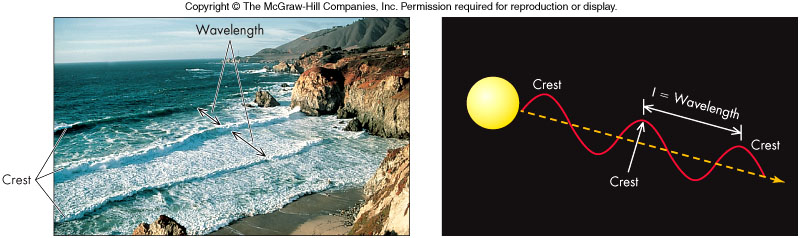 Copyright © The McGraw-Hill Companies, Inc. Permission required for reproduction or display.
Wavelength
Crest
Crest
l = Wavelength
Crest
Crest